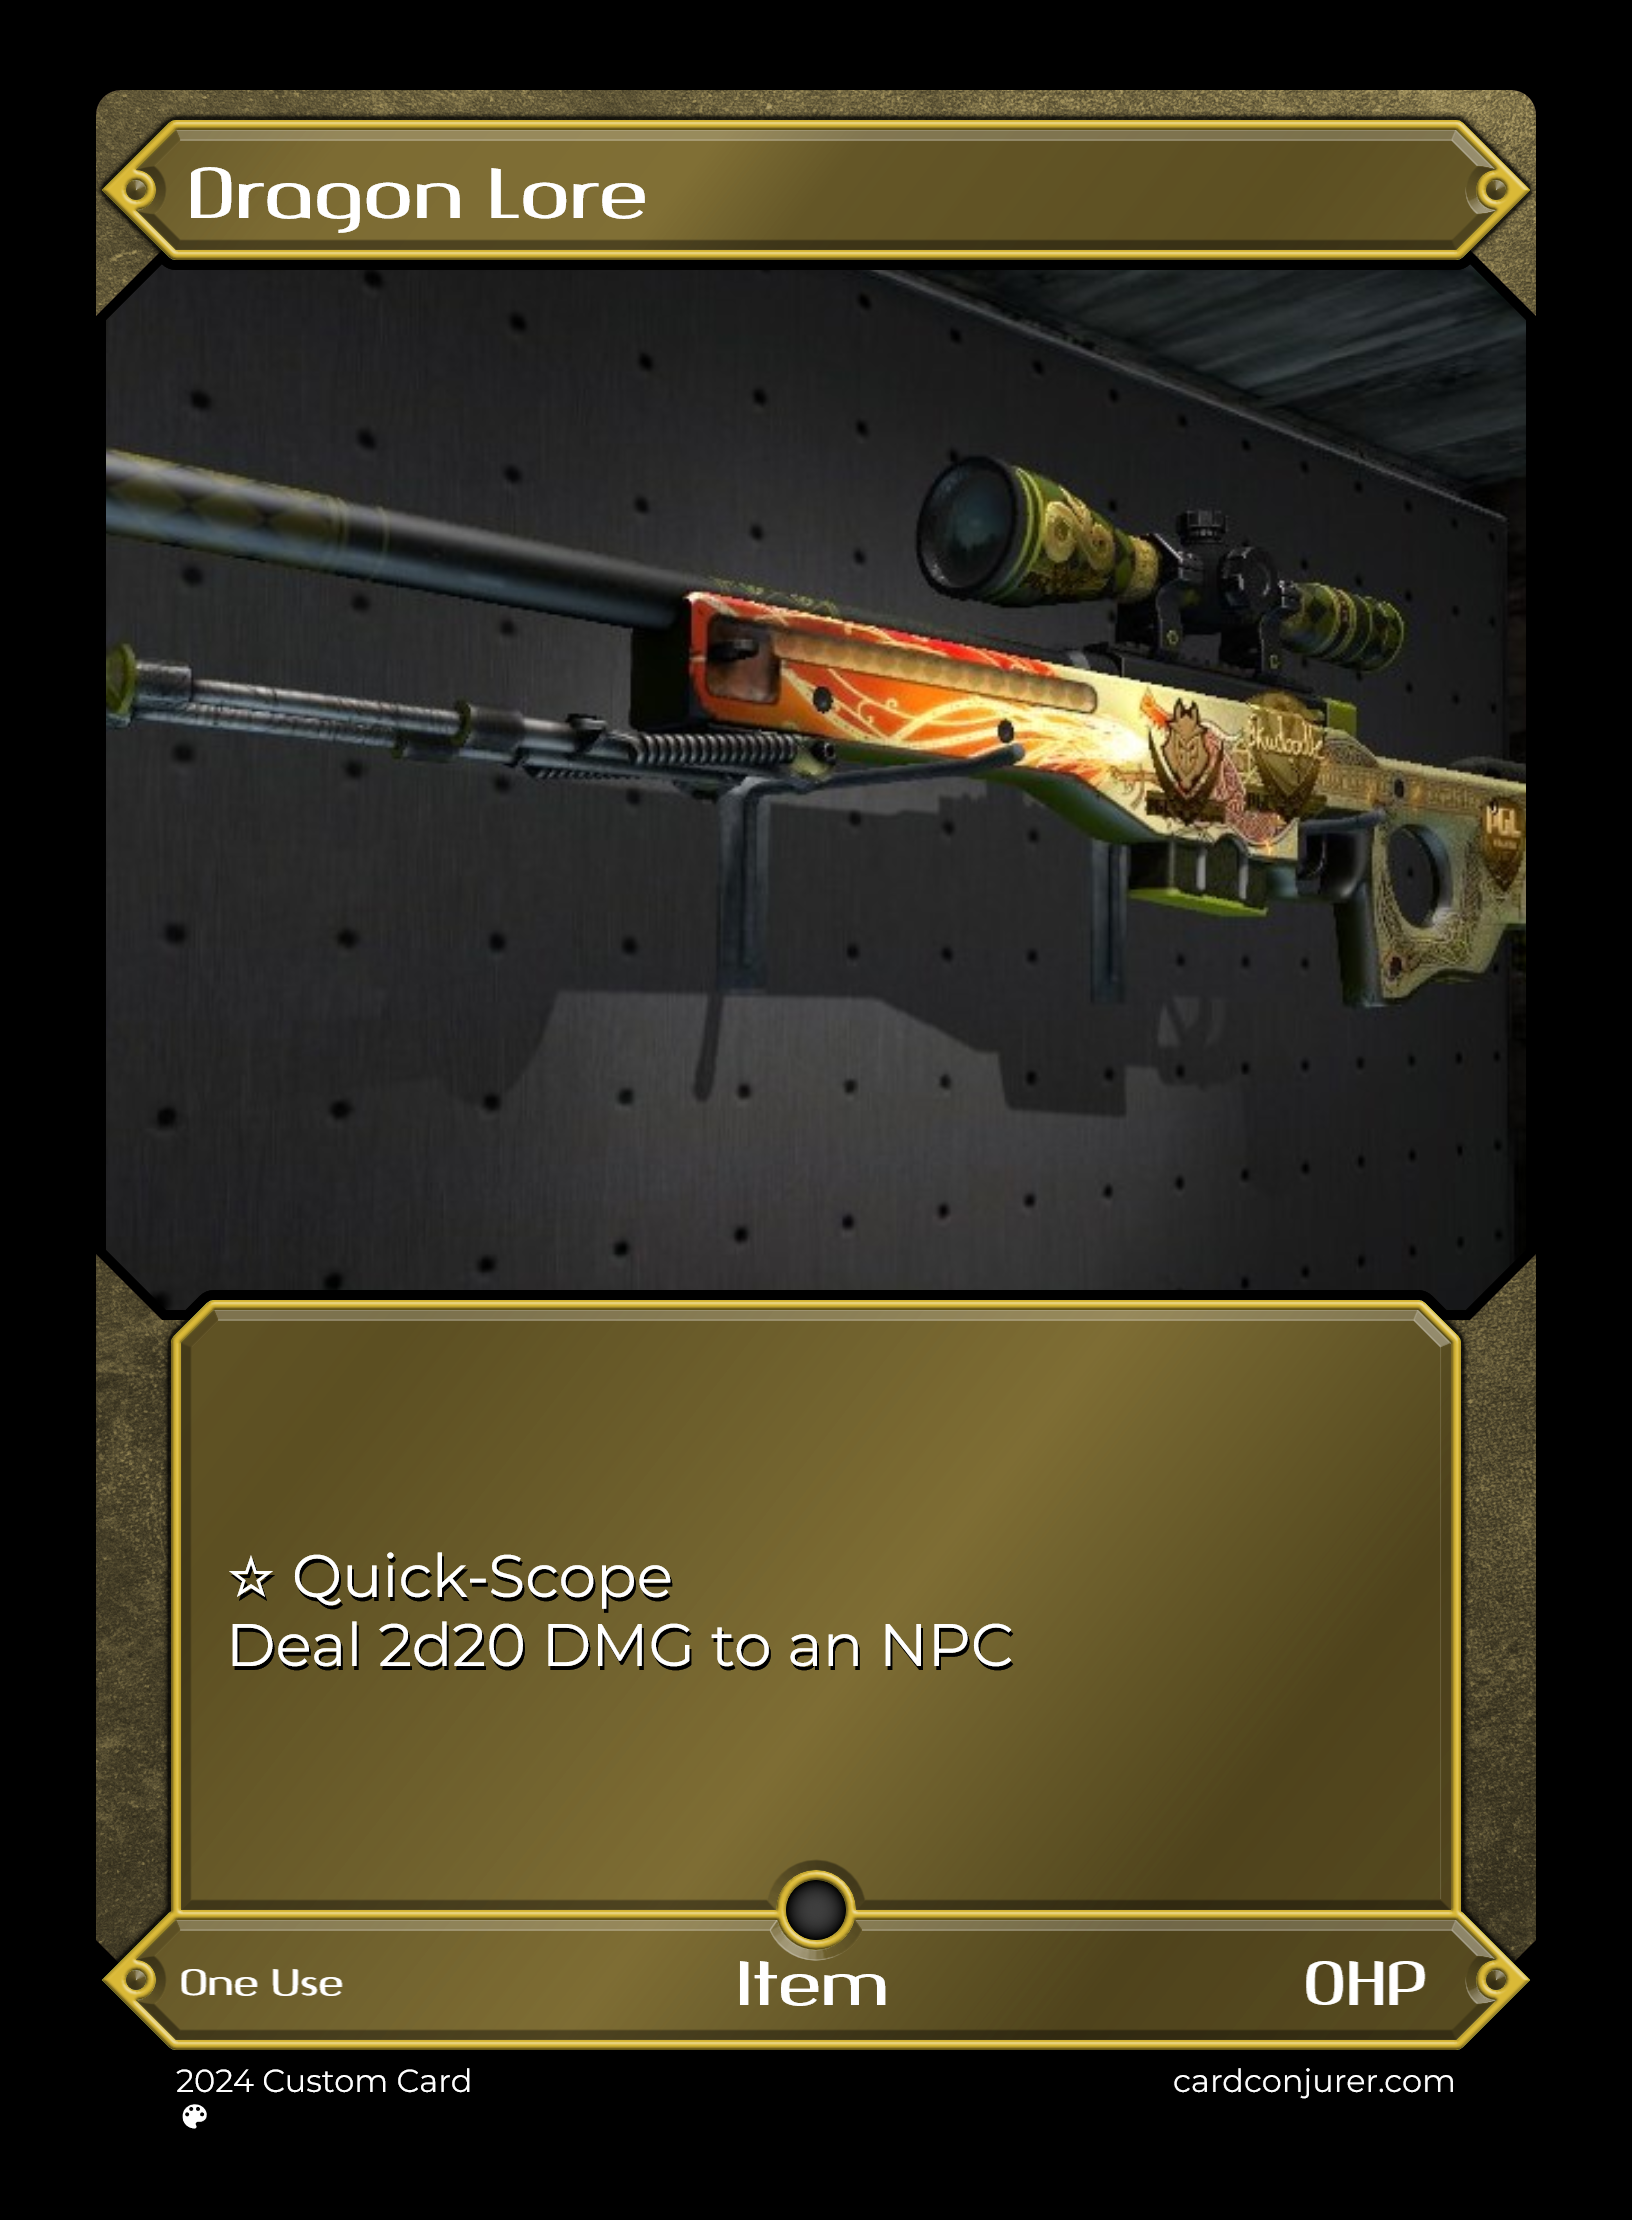 Dragon Lore
PGL
☆ Quick-Scope
Deal 2d20 DMG to an NPC
One Use
Item
0HP
2024 Custom Card
cardconjurer.com